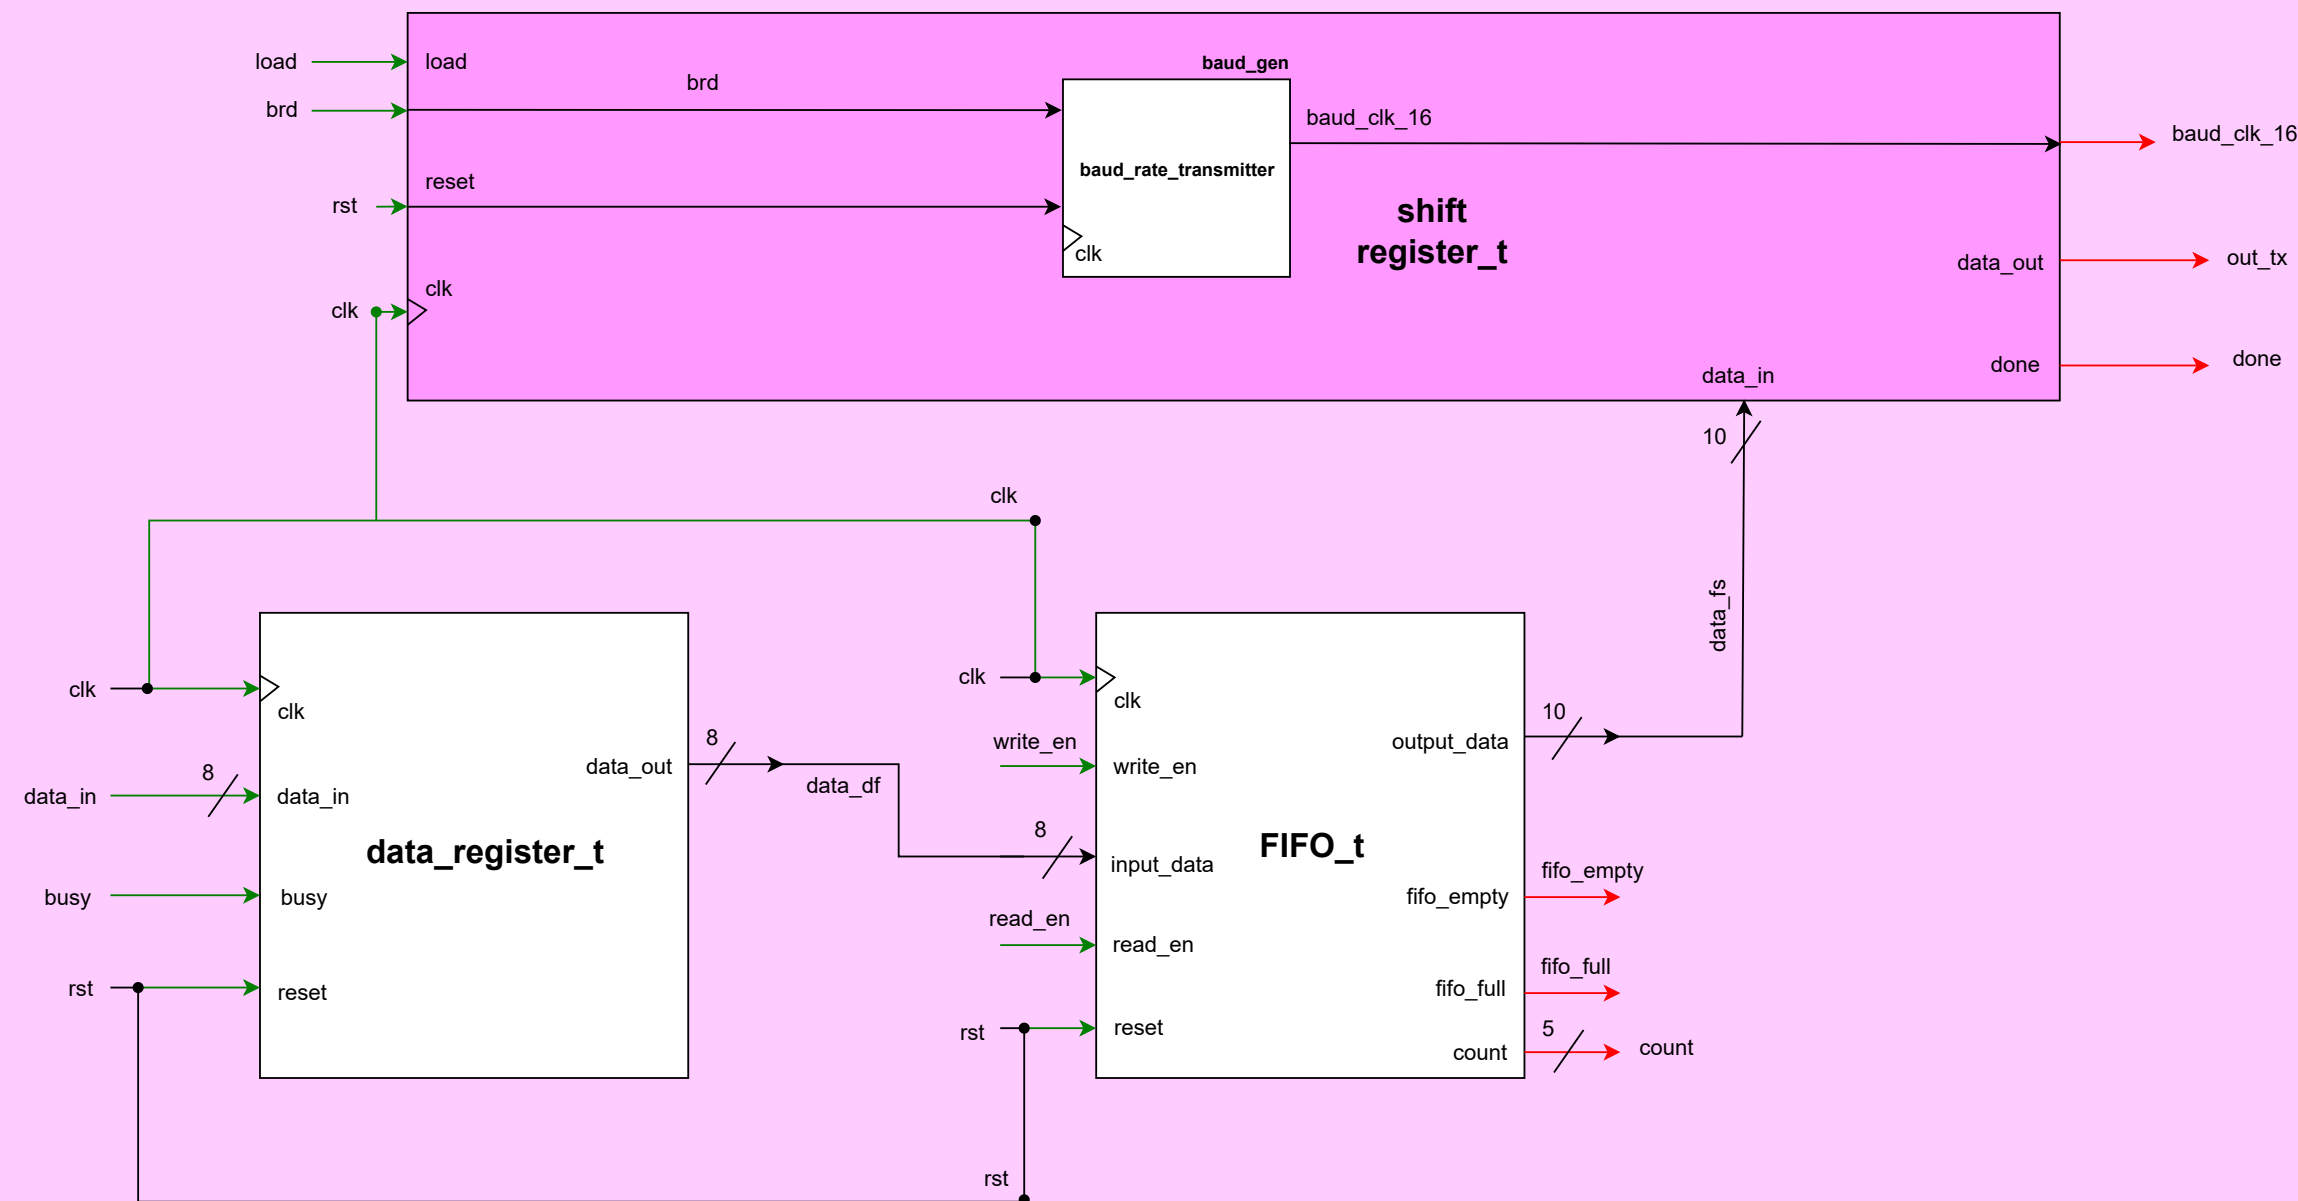 load
load
brd
brd
baud_gen
baud_clk_16
baud_clk_16
baud_rate_transmitter
reset
rst
shift
register_t
clk
clk
clk
data_out
out_tx
data_in
done
done
10
clk
data_fs
clk
clk
data_in
8
data_in
data_register_t
busy
busy
rst
reset
data_out
8
data_df
clk
clk
write_en
write_en
8
input_data
FIFO_t
read_en
read_en
rst
reset
output_data
10
fifo_empty
fifo_empty
fifo_full
fifo_full
count
5
count
rst